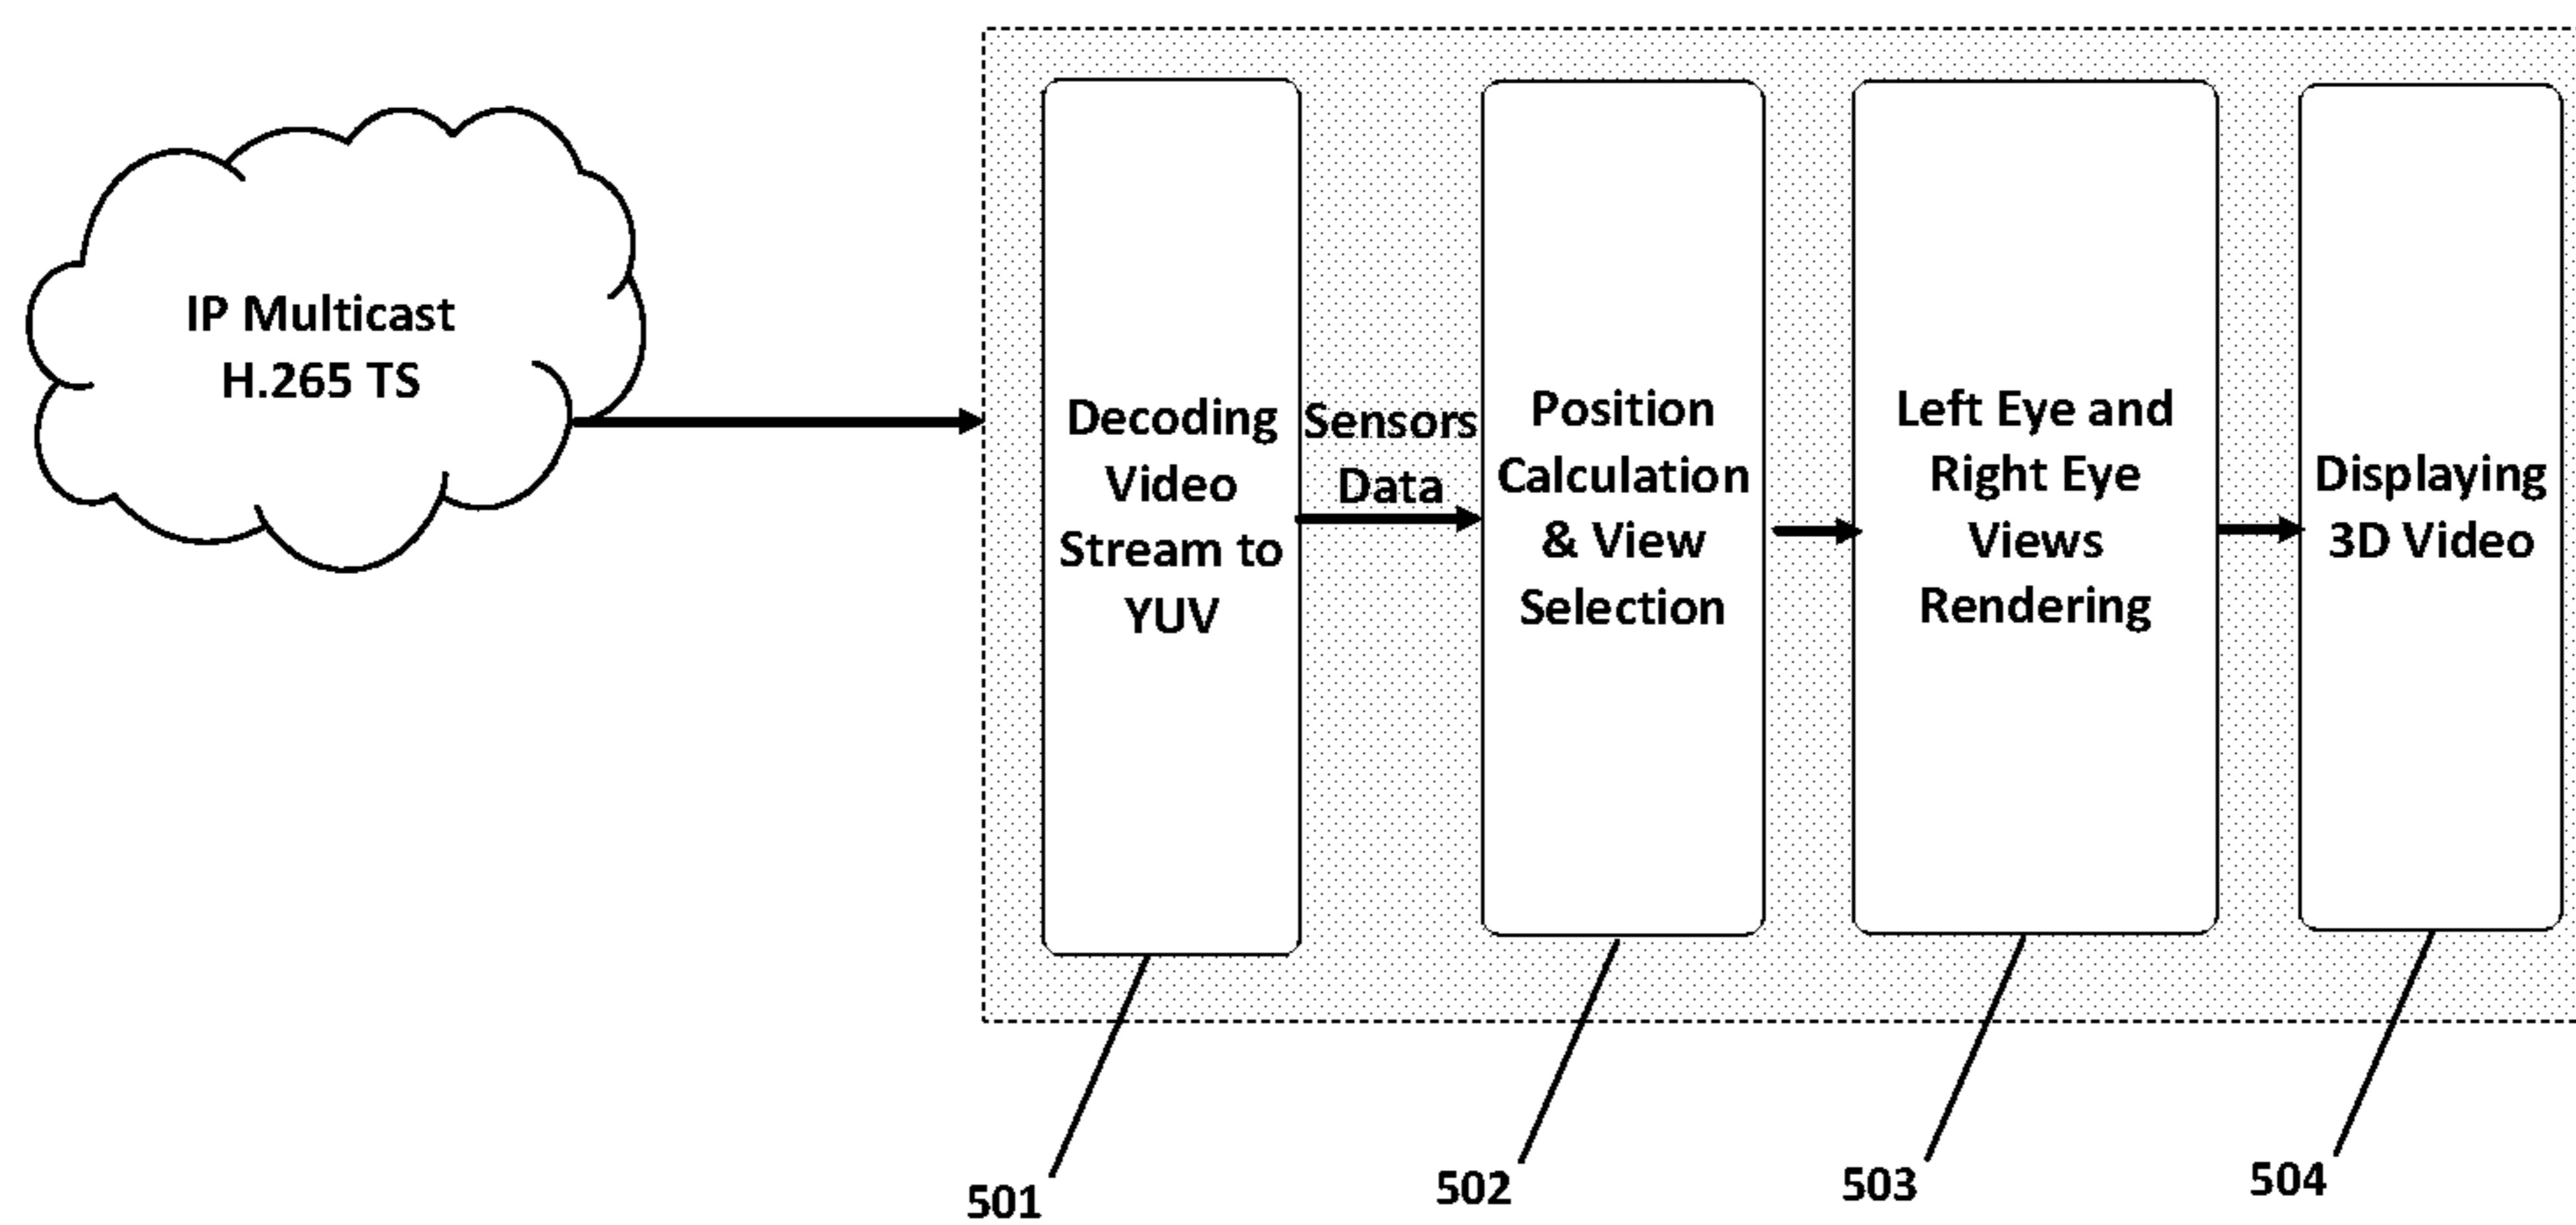 IP Multicast
H.265 TS
Decoding
Video
Stream to
YUV
Sensors
Data
Position
Calculation
& View
Selection
Left Eye and
Right Eye
Views
Rendering
Displaying
3D Video
501
502
503
504